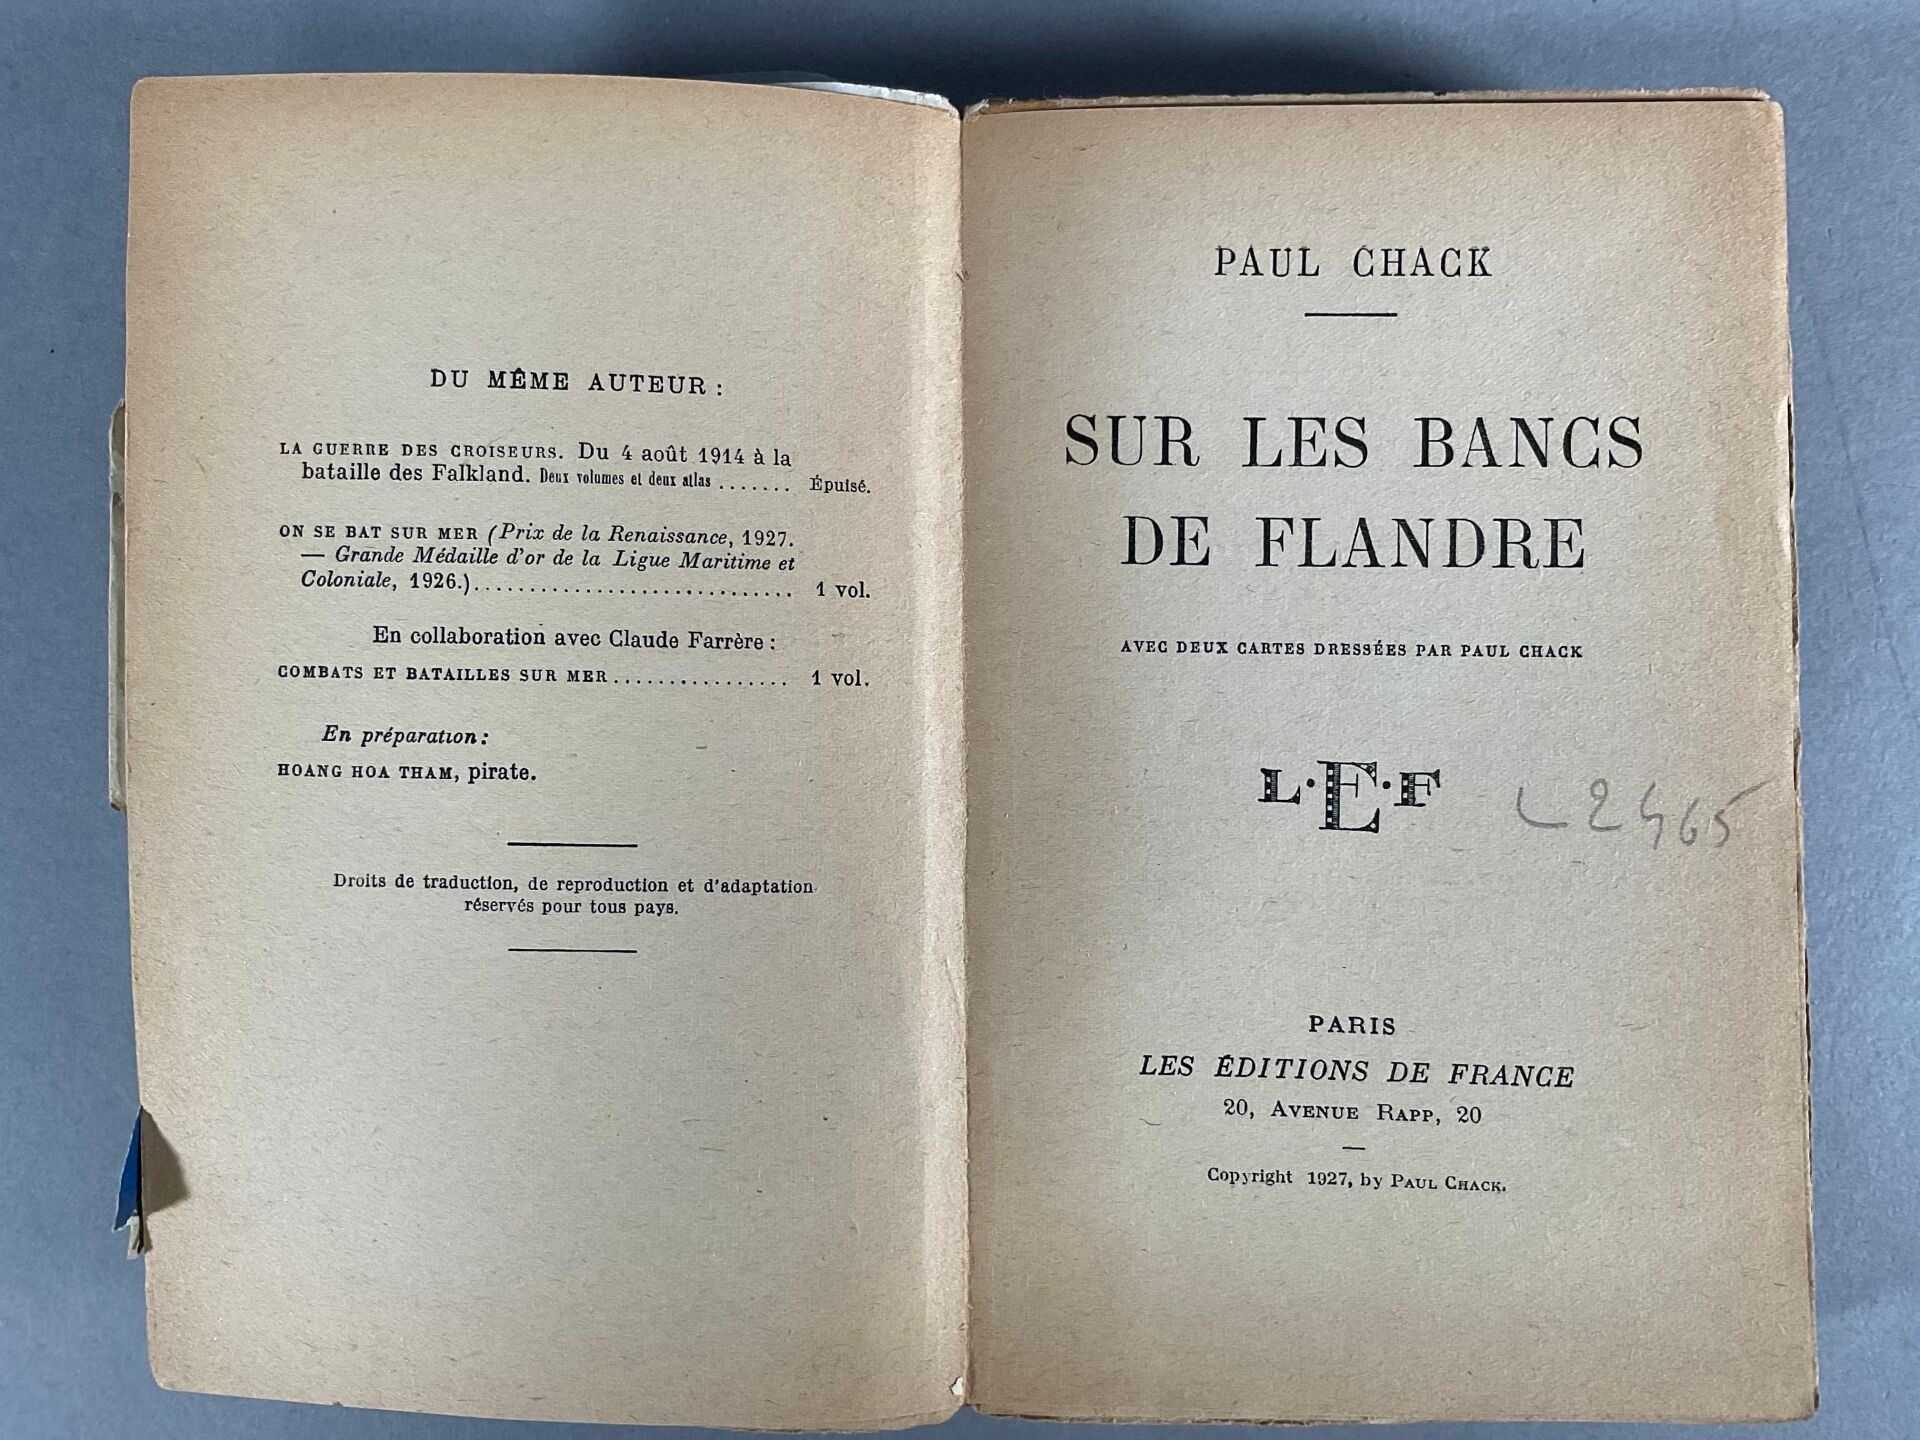 DU MÊME AUTEUR :
LA GUERRE DES CROISEURS. Du 4 août 1914 à la
bataille des Falkland. Deux volumes et deux atlas ....... Épuisé.
ON SE BAT SUR MER (Prix de la Renaissance, 1927.
— Grande Médaille d'or de la Ligue Maritime et
Coloniale, 1926.)............................. 1 vol.
En collaboration avec Claude Farrère :
COMBATS ET BATAILLES SUR MER................ 1 vol.
En préparation :
HOANG HOA THAM, pirate.
Droits de traduction, de reproduction et d'adaptation
réservés pour tous pays.
PAUL CHACK
SUR LES BANCS
DE FLANDRE
AVEC DEUX CARTES DRESSÉES PAR PAUL CHACK
L·E·F
L2465
PARIS
LES ÉDITIONS DE FRANCE
20, AVENUE RAPP, 20
Copyright 1927, by PAUL CHACK.